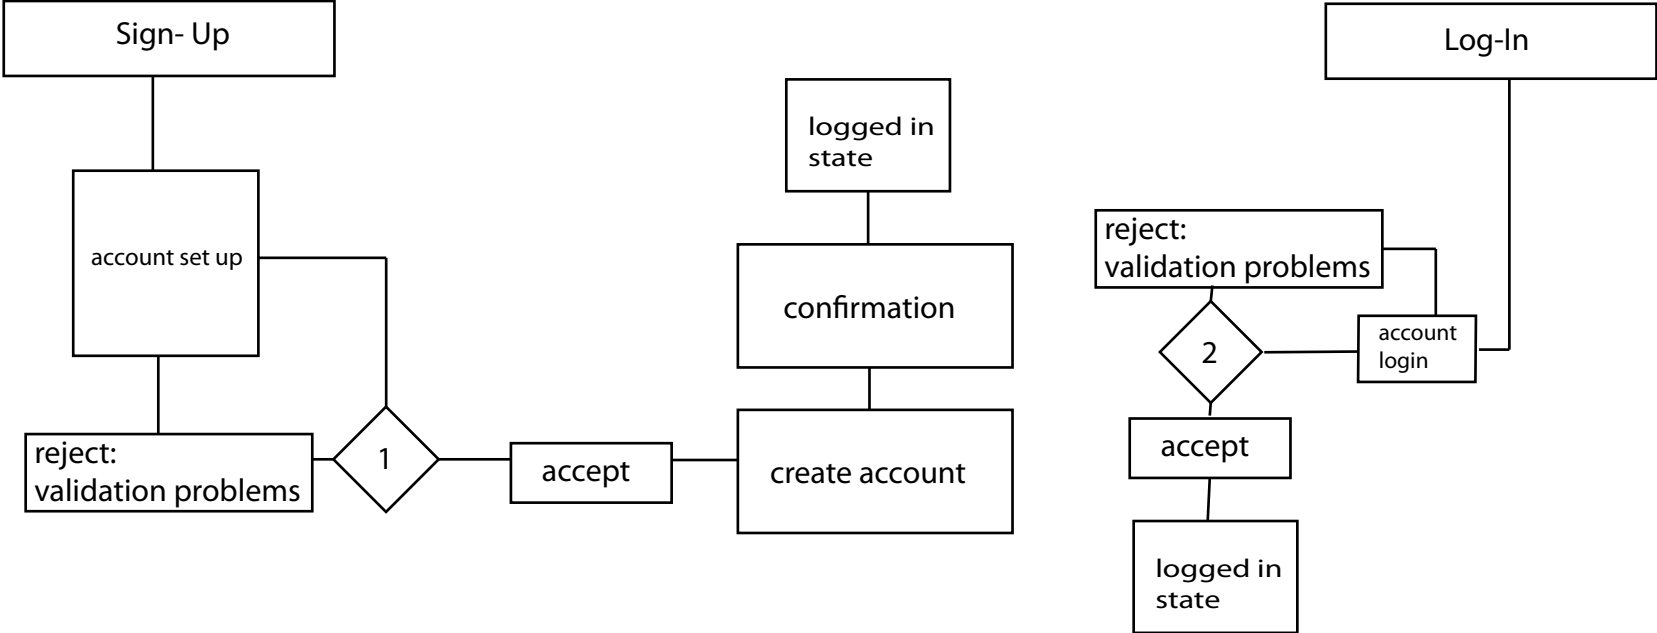 Sign- Up
account set up
reject:
validation problems
1
accept
create account
confirmation
logged in
state
Log-In
account
login
reject:
validation problems
2
accept
logged in
state